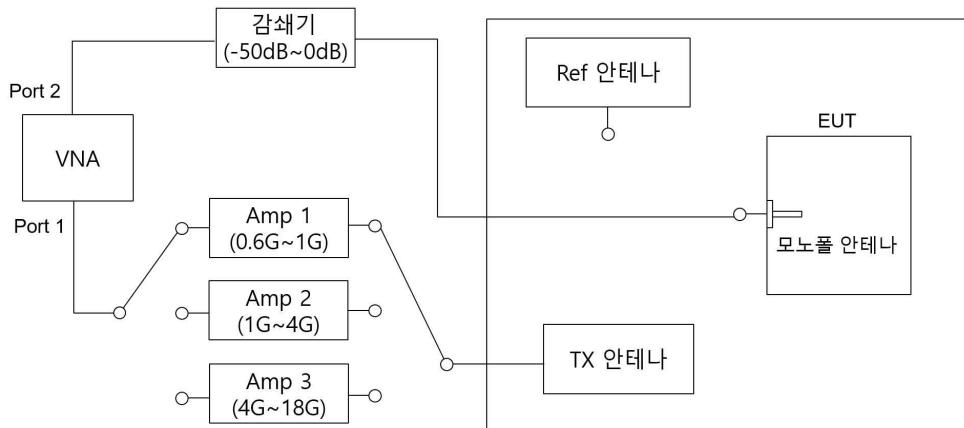 감쇄기
(-50dB~0dB)
Ref 안테나
Port 2
EUT
VNA
Port 1
Amp 1
(0.6G~1G)
모노폴 안테나
Amp 2
(1G~4G)
TX 안테나
Amp 3
(4G~18G)